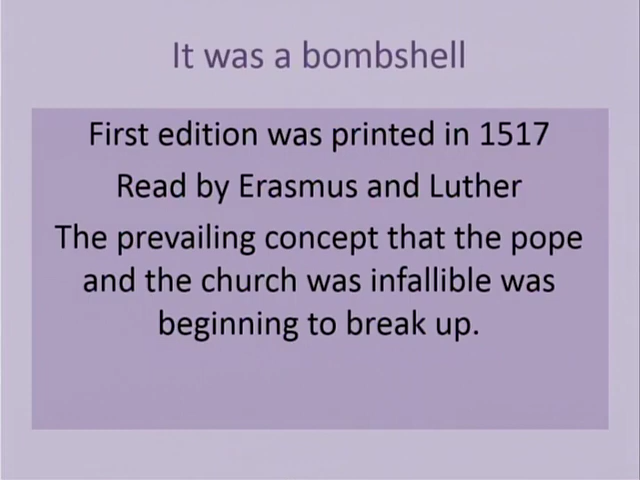 It was a bombshell
First edition was printed in 1517
Read by Erasmus and Luther
The prevailing concept that the pope
and the church was infallible was
beginning to break up.